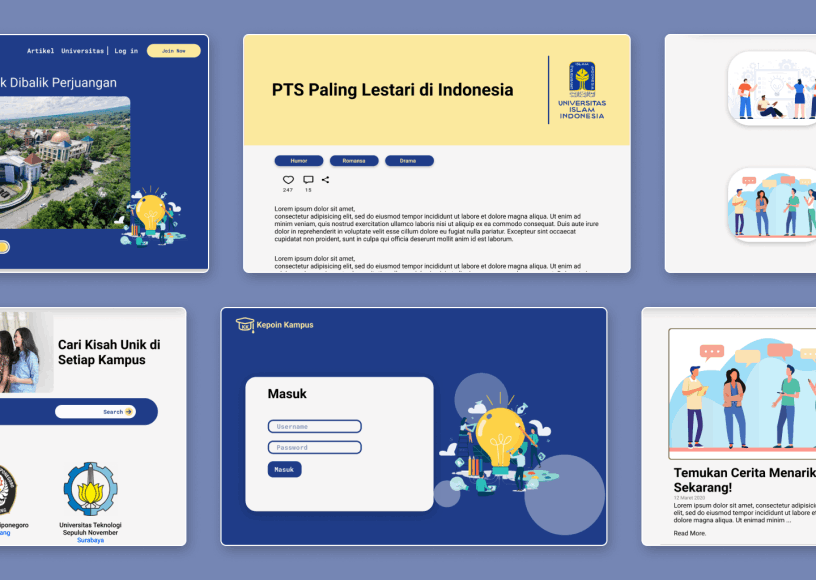 Artikel Universitas Log in Join Now
k Dibalik Perjuangan
PTS Paling Lestari di Indonesia
UNIVERSITAS
ISLAM
INDONESIA
Humor Romansa Drama
247 15
Lorem ipsum dolor sit amet,
consectetur adipisicing elit, sed do eiusmod tempor incididunt ut labore et dolore magna aliqua. Ut enim ad
minim veniam, quis nostrud exercitation ullamco laboris nisi ut aliquip ex ea commodo consequat. Duis aute irure
dolor in reprehenderit in voluptate velit esse cillum dolore eu fugiat nulla pariatur. Excepteur sint occaecat
cupidatat non proident, sunt in culpa qui officia deserunt mollit anim id est laborum.
Lorem ipsum dolor sit amet,
consectetur adipisicing elit, sed do eiusmod tempor incididunt ut labore et dolore magna aliqua. Ut enim ad
Cari Kisah Unik di
Setiap Kampus
Search
iponegoro
ang
Universitas Teknologi
Sepuluh November
Surabaya
KK Kepoin Kampus
Masuk
Username
Password
Masuk
Temukan Cerita Menarik
Sekarang!
12 Maret 2020
Lorem ipsum dolor sit amet, consectetur adipisicin
elit, sed do eiusmod tempor incididunt ut labore et
dolore magna aliqua. Ut enimad minim ...
Read More.